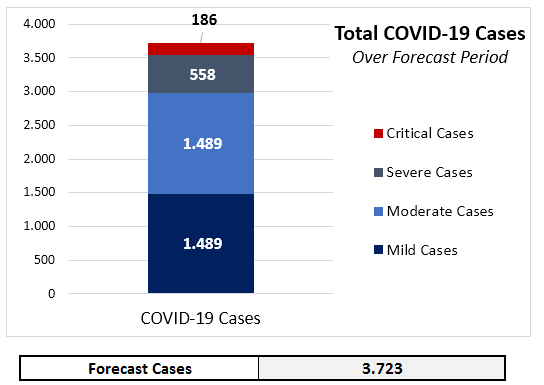 Total COVID-19 Cases
Over Forecast Period
4.000
3.500
3.000
2.500
2.000
1.500
1.000
500
0
186
558
1.489
1.489
COVID-19 Cases
Critical Cases
Severe Cases
Moderate Cases
Mild Cases
Forecast Cases 3.723